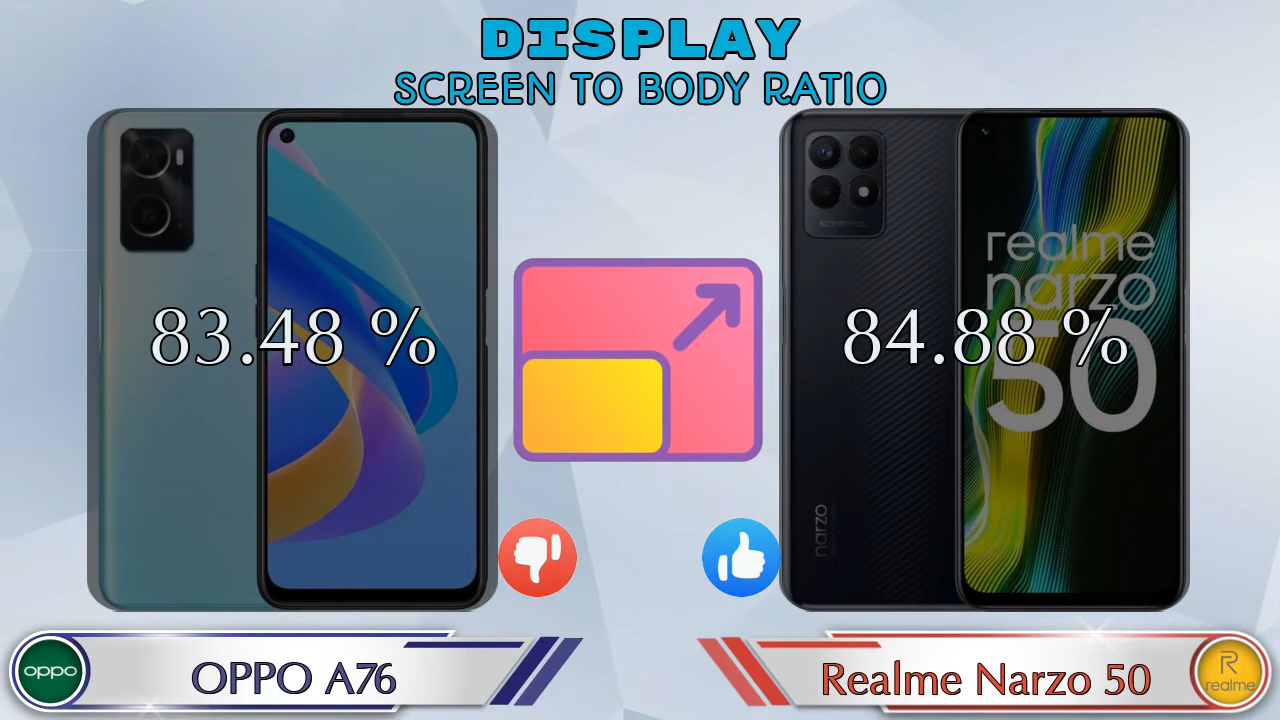 DISPLAY
SCREEN TO BODY RATIO
realme
narzo
50
83.48 %
84.88 %
narzo
oppo
OPPO A76
Realme Narzo 50
R
realme